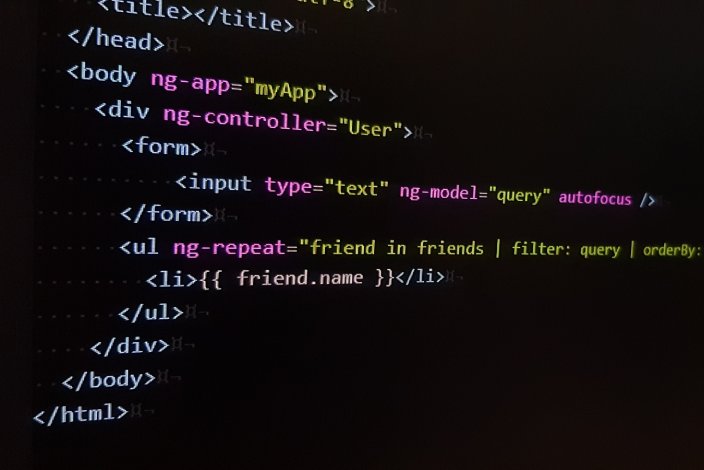 <title></title>
</head>
<body ng-app="myApp">
<div ng-controller="User">
<form>
<input type="text" ng-model="query" autofocus />
</form>
<ul ng-repeat="friend in friends | filter: query | orderBy:
<li>{{ friend.name }}</li>
</ul>
</div>
</body>
</html>